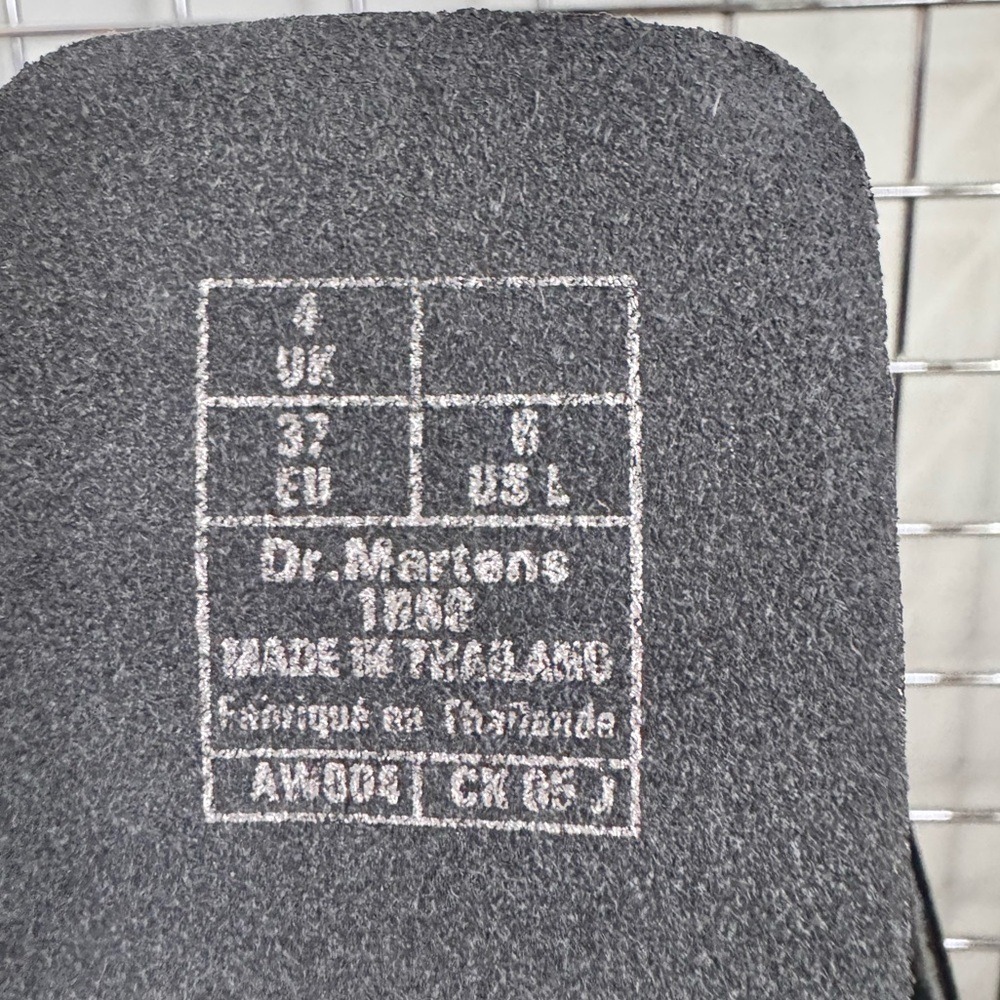 4
UK
37
EU
6
US L
Dr.Martens
MADE IN THAILAND
Fabriqué en Thaïlande
AW004
CK 05 J